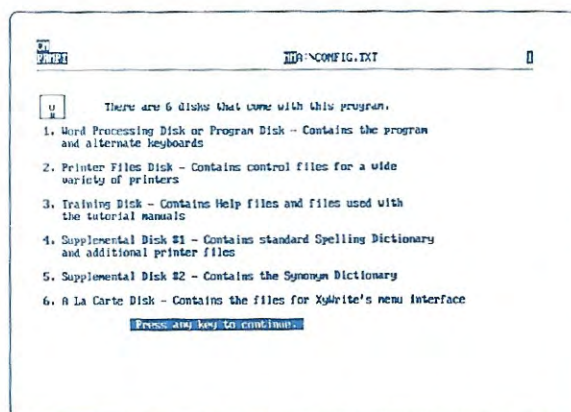 CM
A:\CONFIG.TXT
There are 6 disks that come with this program.
1. Word Processing Disk or Program Disk - Contains the program
and alternate keyboards
2. Printer Files Disk - Contains control files for a wide
variety of printers
3. Training Disk - Contains Help files and files used with
the tutorial manuals
4. Supplemental Disk #1 - Contains standard Spelling Dictionary
and additional printer files
5. Supplemental Disk #2 - Contains the Synonym Dictionary
6. A La Carte Disk - Contains the files for XyWrite's menu interface
Press any key to continue.